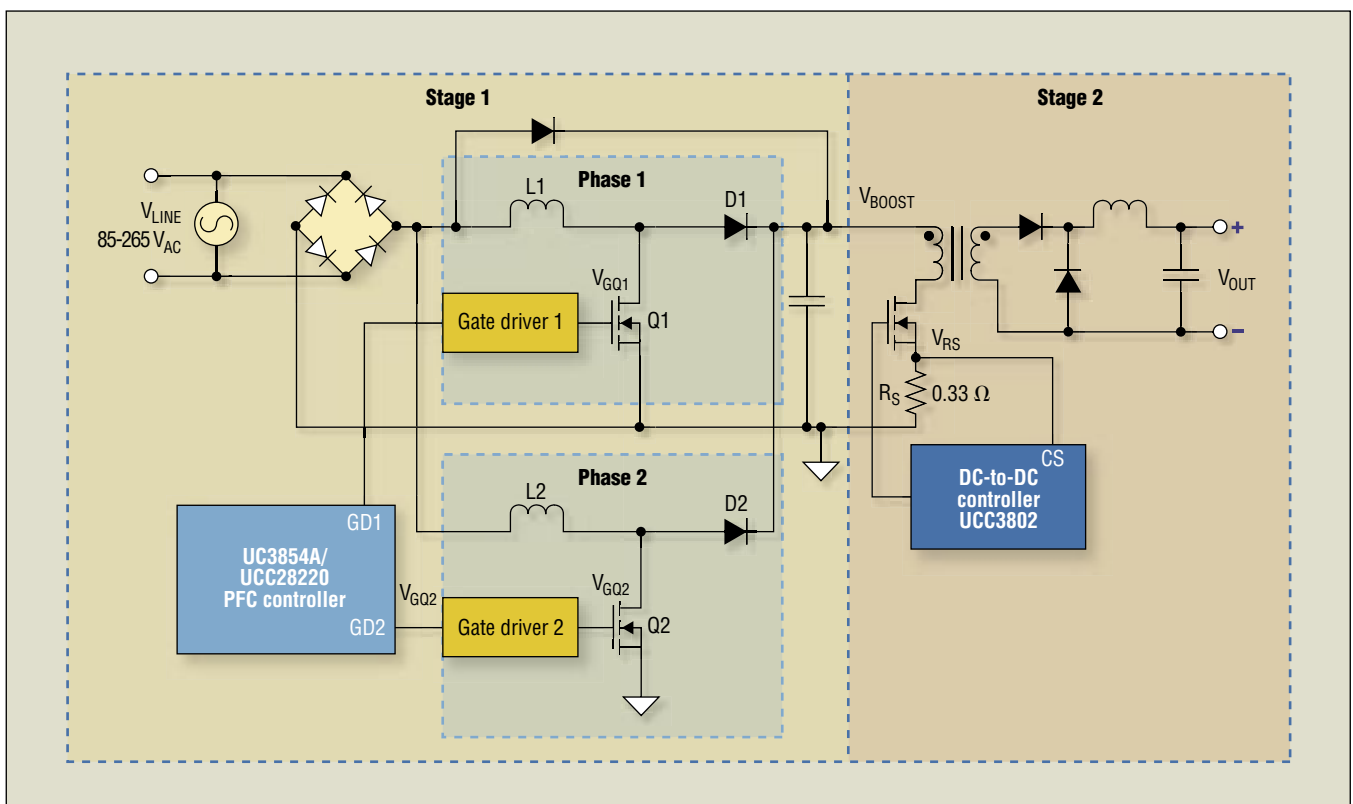 Stage 1
Stage 2
Phase 1
L1
D1
V_BOOST
V_LINE
85-265 V_AC
+
V_OUT
−
V_GQ1
Gate driver 1
Q1
V_RS
R_S
0.33 Ω
CS
DC-to-DC
controller
UCC3802
Phase 2
L2
D2
GD1
UC3854A/
UCC28220
PFC controller
GD2
V_GQ2
Gate driver 2
V_GQ2
Q2